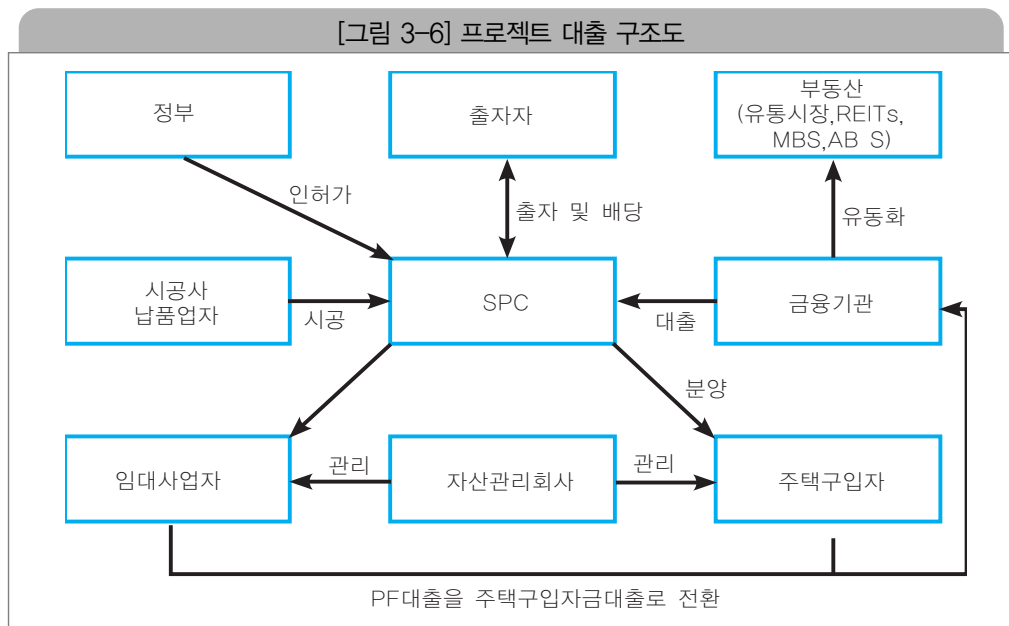 [그림 3-6] 프로젝트 대출 구조도
정부
출자자
부동산
(유통시장,REITs,
MBS,AB S)
인허가
출자 및 배당
유동화
시공사
납품업자
시공
SPC
대출
금융기관
분양
임대사업자
관리
자산관리회사
관리
주택구입자
PF대출을 주택구입자금대출로 전환